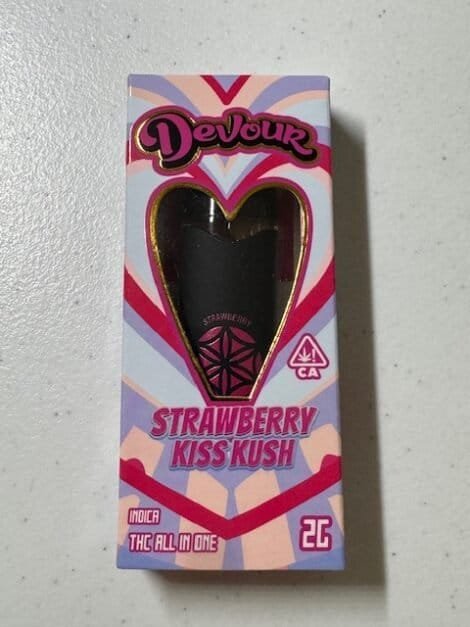 Devour
STRAWBERRY
CA
STRAWBERRY
KISS KUSH
INDICA
THC ALL IN ONE
2G